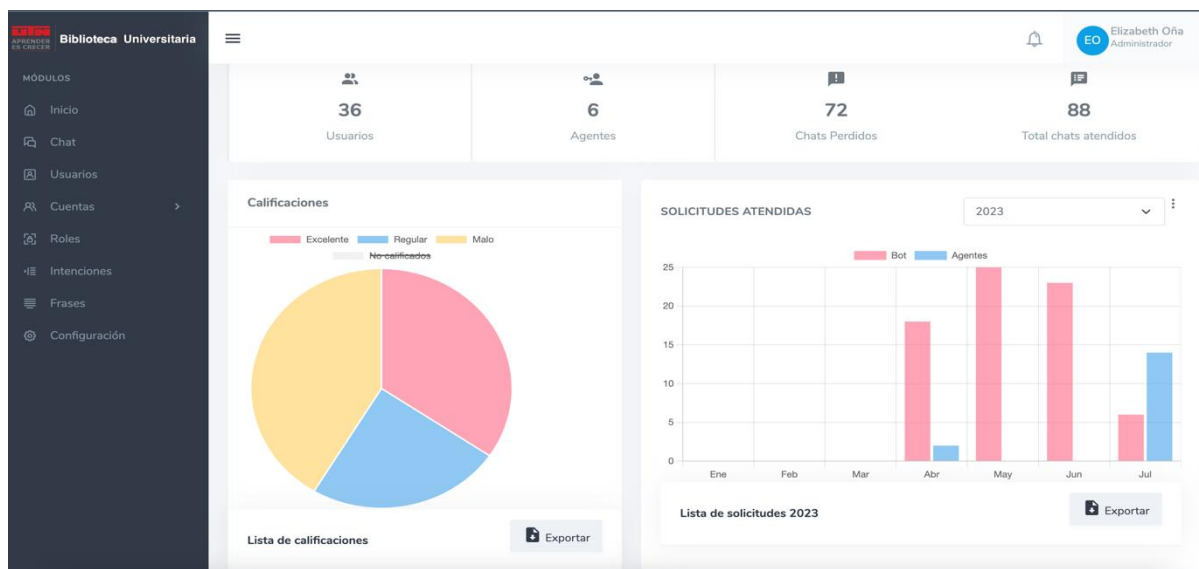 APRENDER
ES CRECER
Biblioteca Universitaria
EO
Elizabeth Oña
Administrador
MÓDULOS
Inicio
Chat
Usuarios
Cuentas
Roles
Intenciones
Frases
Configuración
36
Usuarios
6
Agentes
72
Chats Perdidos
88
Total chats atendidos
Calificaciones
Excelente Regular Malo
No calificados
Lista de calificaciones
Exportar
SOLICITUDES ATENDIDAS
2023
Bot Agentes
25
20
15
10
5
0
Ene Feb Mar Abr May Jun Jul
Lista de solicitudes 2023
Exportar